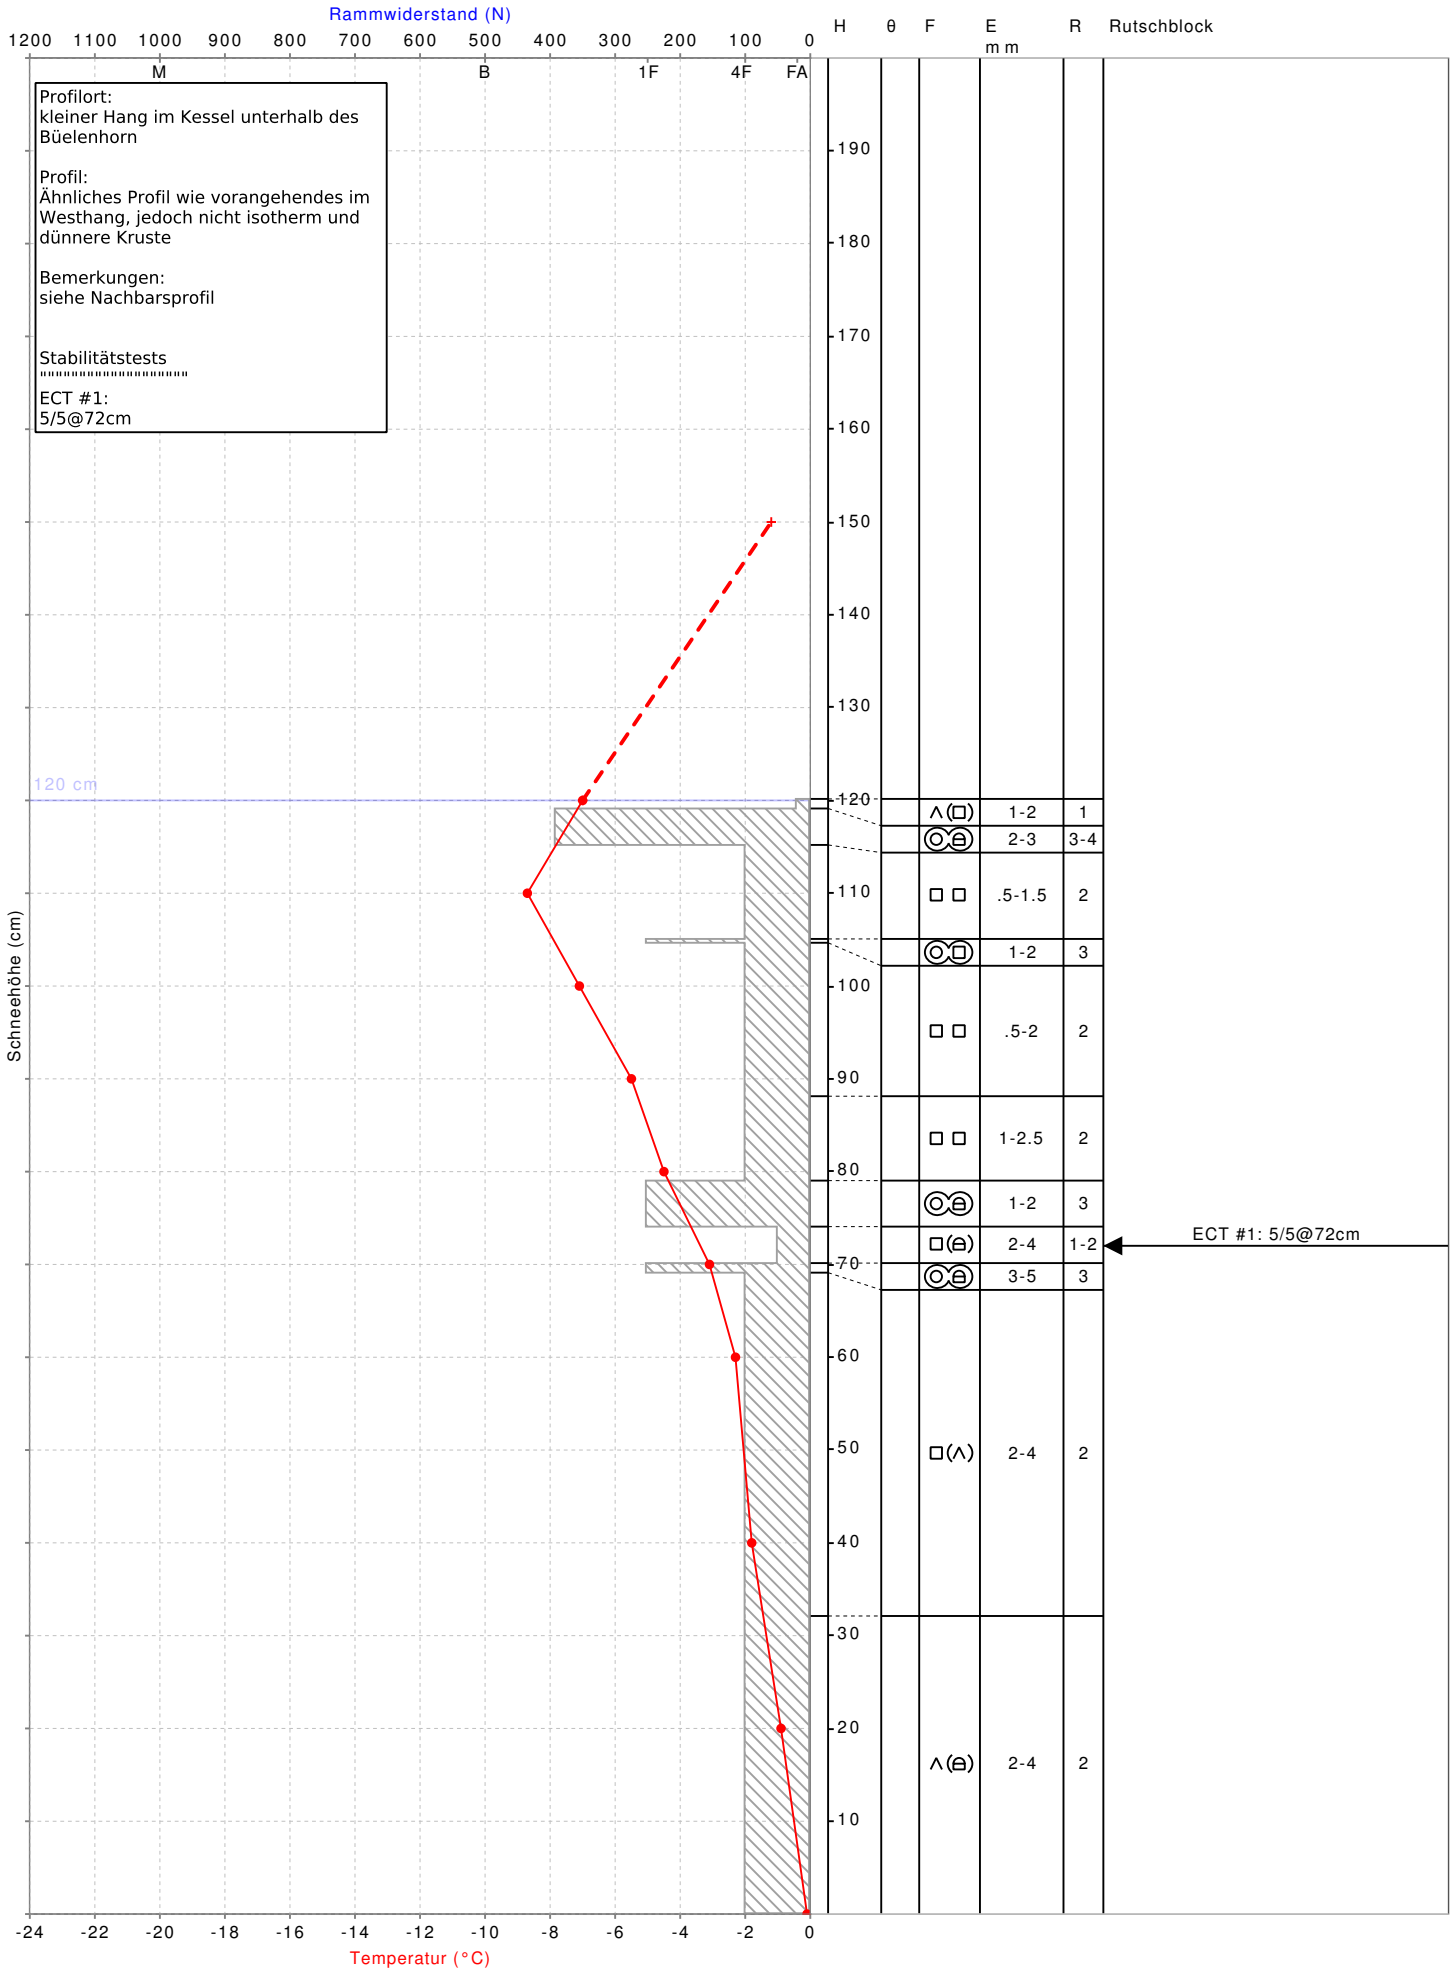 Rammwiderstand (N)
1200 1100 1000 900 800 700 600 500 400 300 200 100 0
H θ F E R Rutschblock
m m
M B 1F 4F FA
Profilort:
kleiner Hang im Kessel unterhalb des
Büelenhorn
Profil:
Ähnliches Profil wie vorangehendes im
Westhang, jedoch nicht isotherm und
dünnere Kruste
Bemerkungen:
siehe Nachbarsprofil
Stabilitätstests
"""""""""""""""""""
ECT #1:
5/5@72cm
190
180
170
160
150
140
130
120 cm
120
1-2 1
2-3 3-4
110
.5-1.5 2
1-2 3
100
.5-2 2
90
1-2.5 2
80
1-2 3
ECT #1: 5/5@72cm
2-4 1-2
70
3-5 3
60
50
2-4 2
40
30
20
2-4 2
10
Schneehöhe (cm)
-24 -22 -20 -18 -16 -14 -12 -10 -8 -6 -4 -2 0
Temperatur (°C)